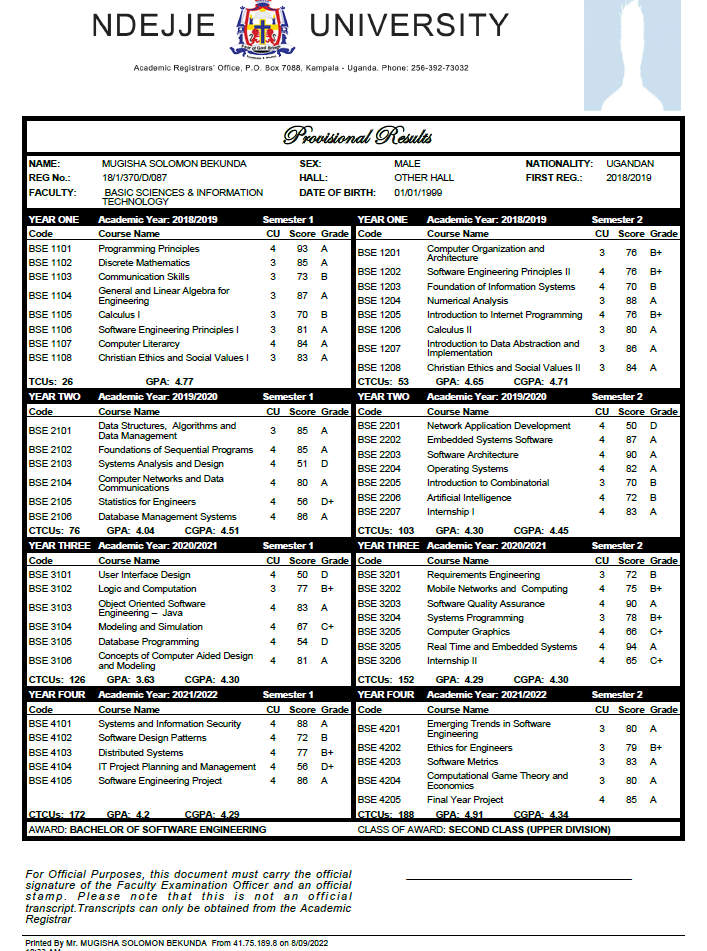 NDEJJE UNIVERSITY
Academic Registrars' Office, P.O. Box 7088, Kampala - Uganda. Phone: 256-392-73032
Provisional Results
NAME: MUGISHA SOLOMON BEKUNDA SEX: MALE NATIONALITY: UGANDAN
REG No.: 18/1/370/D/087 HALL: OTHER HALL FIRST REG.: 2018/2019
FACULTY: BASIC SCIENCES & INFORMATION TECHNOLOGY DATE OF BIRTH: 01/01/1999
YEAR ONE Academic Year: 2018/2019 Semester 1
Code Course Name CU Score Grade
BSE 1101 Programming Principles 4 93 A
BSE 1102 Discrete Mathematics 3 85 A
BSE 1103 Communication Skills 3 73 B
BSE 1104 General and Linear Algebra for Engineering 3 87 A
BSE 1105 Calculus I 3 70 B
BSE 1106 Software Engineering Principles I 3 81 A
BSE 1107 Computer Literarcy 4 84 A
BSE 1108 Christian Ethics and Social Values I 3 83 A
TCUs: 26 GPA: 4.77
YEAR ONE Academic Year: 2018/2019 Semester 2
Code Course Name CU Score Grade
BSE 1201 Computer Organization and Architecture 3 76 B+
BSE 1202 Software Engineering Principles II 4 76 B+
BSE 1203 Foundation of Information Systems 4 70 B
BSE 1204 Numerical Analysis 3 88 A
BSE 1205 Introduction to Internet Programming 4 76 B+
BSE 1206 Calculus II 3 80 A
BSE 1207 Introduction to Data Abstraction and Implementation 3 86 A
BSE 1208 Christian Ethics and Social Values II 3 84 A
CTCUs: 53 GPA: 4.65 CGPA: 4.71
YEAR TWO Academic Year: 2019/2020 Semester 1
Code Course Name CU Score Grade
BSE 2101 Data Structures, Algorithms and Data Management 3 85 A
BSE 2102 Foundations of Sequential Programs 4 85 A
BSE 2103 Systems Analysis and Design 4 51 D
BSE 2104 Computer Networks and Data Communications 4 80 A
BSE 2105 Statistics for Engineers 4 56 D+
BSE 2106 Database Management Systems 4 86 A
CTCUs: 76 GPA: 4.04 CGPA: 4.51
YEAR TWO Academic Year: 2019/2020 Semester 2
Code Course Name CU Score Grade
BSE 2201 Network Application Development 4 50 D
BSE 2202 Embedded Systems Software 4 87 A
BSE 2203 Software Architecture 4 90 A
BSE 2204 Operating Systems 4 82 A
BSE 2205 Introduction to Combinatorial 3 70 B
BSE 2206 Artificial Intelligence 4 72 B
BSE 2207 Internship I 4 83 A
CTCUs: 103 GPA: 4.30 CGPA: 4.45
YEAR THREE Academic Year: 2020/2021 Semester 1
Code Course Name CU Score Grade
BSE 3101 User Interface Design 4 50 D
BSE 3102 Logic and Computation 3 77 B+
BSE 3103 Object Oriented Software Engineering – Java 4 83 A
BSE 3104 Modeling and Simulation 4 67 C+
BSE 3105 Database Programming 4 54 D
BSE 3106 Concepts of Computer Aided Design and Modeling 4 81 A
CTCUs: 126 GPA: 3.63 CGPA: 4.30
YEAR THREE Academic Year: 2020/2021 Semester 2
Code Course Name CU Score Grade
BSE 3201 Requirements Engineering 3 72 B
BSE 3202 Mobile Networks and Computing 4 75 B+
BSE 3203 Software Quality Assurance 4 90 A
BSE 3204 Systems Programming 3 78 B+
BSE 3205 Computer Graphics 4 66 C+
BSE 3205 Real Time and Embedded Systems 4 94 A
BSE 3206 Internship II 4 65 C+
CTCUs: 152 GPA: 4.29 CGPA: 4.30
YEAR FOUR Academic Year: 2021/2022 Semester 1
Code Course Name CU Score Grade
BSE 4101 Systems and Information Security 4 88 A
BSE 4102 Software Design Patterns 4 72 B
BSE 4103 Distributed Systems 4 77 B+
BSE 4104 IT Project Planning and Management 4 56 D+
BSE 4105 Software Engineering Project 4 86 A
CTCUs: 172 GPA: 4.2 CGPA: 4.29
YEAR FOUR Academic Year: 2021/2022 Semester 2
Code Course Name CU Score Grade
BSE 4201 Emerging Trends in Software Engineering 3 80 A
BSE 4202 Ethics for Engineers 3 79 B+
BSE 4203 Software Metrics 3 83 A
BSE 4204 Computational Game Theory and Economics 3 80 A
BSE 4205 Final Year Project 4 85 A
CTCUs: 188 GPA: 4.91 CGPA: 4.34
AWARD: BACHELOR OF SOFTWARE ENGINEERING CLASS OF AWARD: SECOND CLASS (UPPER DIVISION)
For Official Purposes, this document must carry the official
signature of the Faculty Examination Officer and an official
stamp. Please note that this is not an official
transcript.Transcripts can only be obtained from the Academic
Registrar
Printed By Mr. MUGISHA SOLOMON BEKUNDA From 41.75.189.8 on 8/09/2022